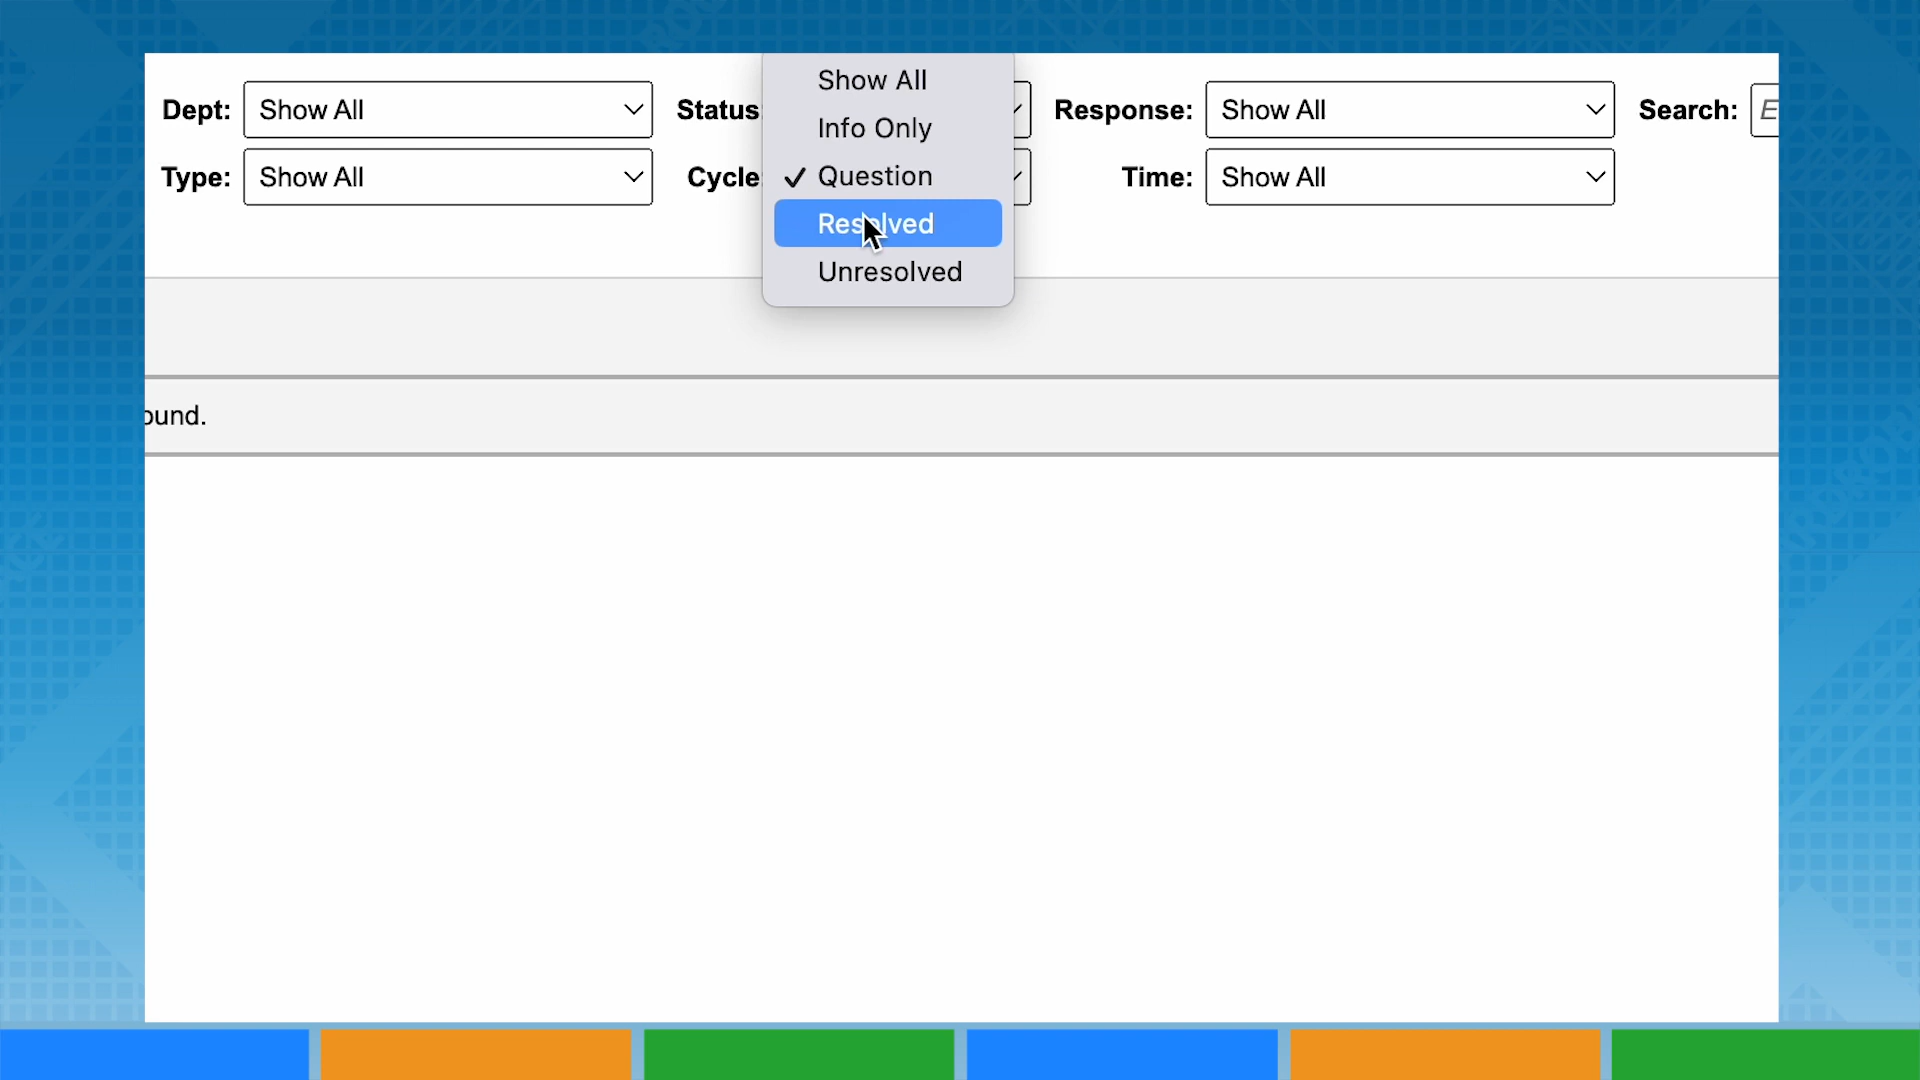 Dept: Show All Status: Response: Show All Search: E
Type: Show All Cycle: Time: Show All
Show All
Info Only
✓ Question
Resolved
Unresolved
ound.